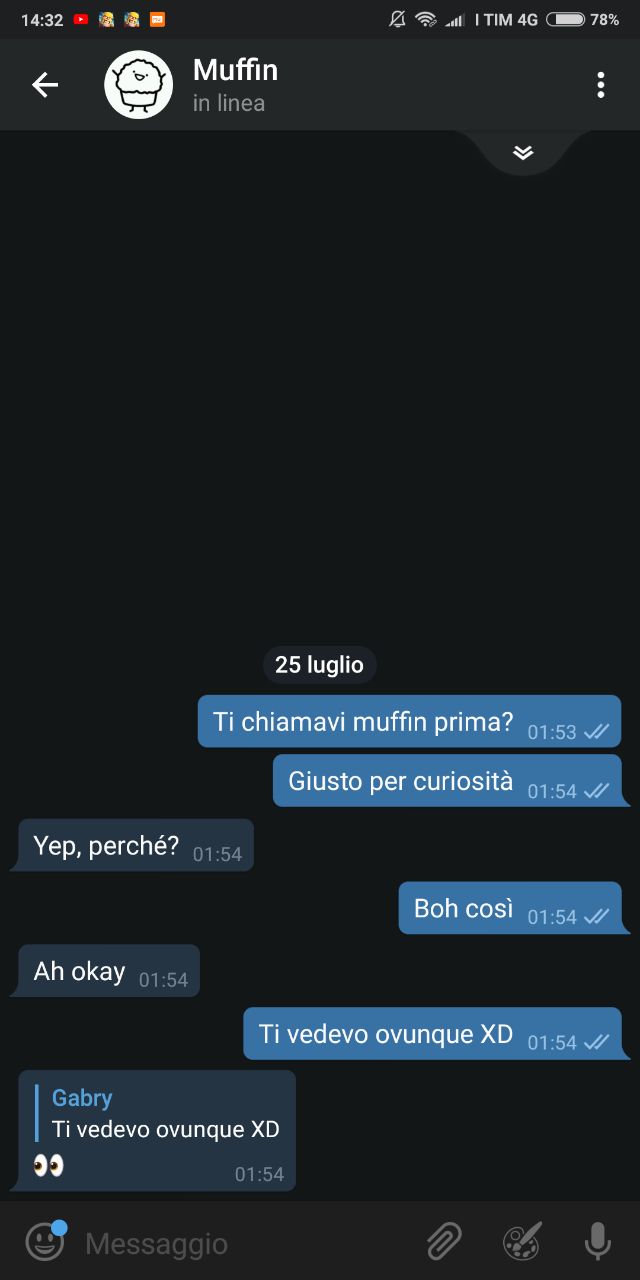 14:32 I TIM 4G 78%
Muffin
in linea
25 luglio
Ti chiamavi muffin prima? 01:53
Giusto per curiosità 01:54
Yep, perché? 01:54
Boh così 01:54
Ah okay 01:54
Ti vedevo ovunque XD 01:54
Gabry
Ti vedevo ovunque XD
👀 01:54
Messaggio